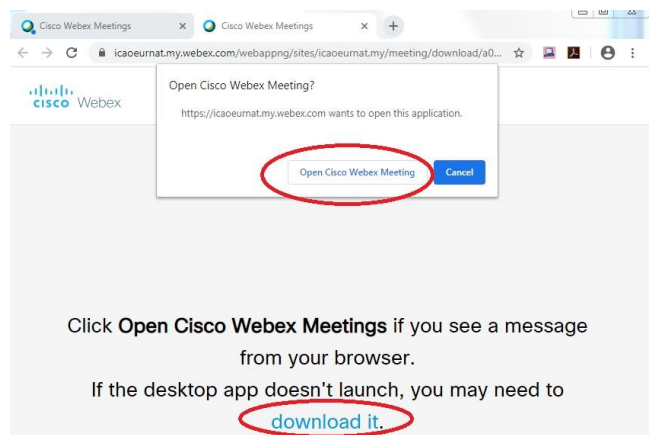 Cisco Webex Meetings
Cisco Webex Meetings
icaoeurnat.my.webex.com/webappng/sites/icaoeurnat.my/meeting/download/a0...
CISCO Webex
Open Cisco Webex Meeting?
https://icaoeurnat.my.webex.com wants to open this application.
Open Cisco Webex Meeting Cancel
Click Open Cisco Webex Meetings if you see a message
from your browser.
If the desktop app doesn't launch, you may need to
download it.